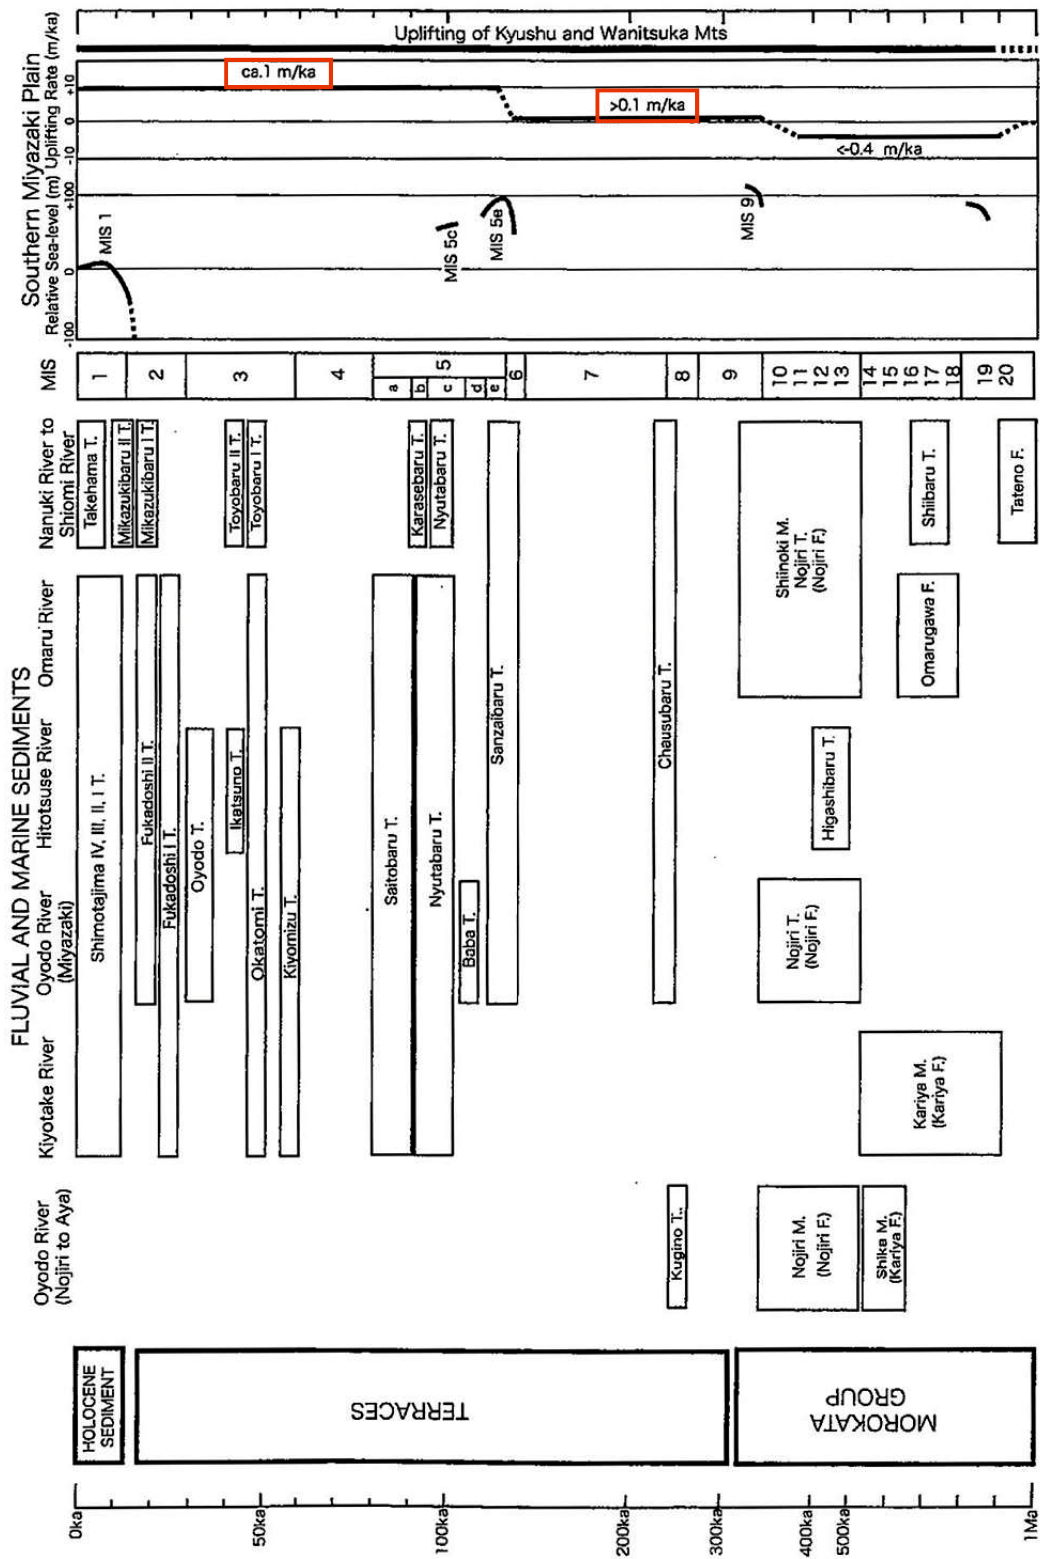 Uplifting of Kyushu and Wanitsuka Mts
Southern Miyazaki Plain
Uplifting Rate (m/ka)
+10
0
-10
ca.1 m/ka
>0.1 m/ka
<-0.4 m/ka
Relative Sea-level (m)
+100
0
-100
MIS 1
MIS 5c
MIS 5e
MIS 9
MIS
1
2
3
4
5
a
b
c
d
e
6
7
8
9
10
11
12
13
14
15
16
17
18
19
20
FLUVIAL AND MARINE SEDIMENTS
Nanuki River to
Shiomi River
Takehama T.
Mikazukibaru II T.
Mikazukibaru I T.
Toyobaru II T.
Toyobaru I T.
Karasebaru T.
Nyutabaru T.
Shiinoki M.
Nojiri T.
(Nojiri F.)
Shiibaru T.
Tateno F.
Omaru River
Omarugawa F.
Sanzaibaru T.
Chausubaru T.
Hitotsuse River
Shimotajima IV, III, II, I T.
Fukadoshi II T.
Fukadoshi I T.
Oyodo T.
Ikatsuno T.
Okatomi T.
Kiyomizu T.
Saitobaru T.
Nyutabaru T.
Higashibaru T.
Oyodo River
(Miyazaki)
Baba T.
Nojiri T.
(Nojiri F.)
Kiyotake River
Kariya M.
(Kariya F.)
Oyodo River
(Nojiri to Aya)
Kugino T.
Nojiri M.
(Nojiri F.)
Shika M.
(Kariya F.)
HOLOCENE
SEDIMENT
TERRACES
MOROKATA
GROUP
0ka
50ka
100ka
200ka
300ka
400ka
500ka
1Ma